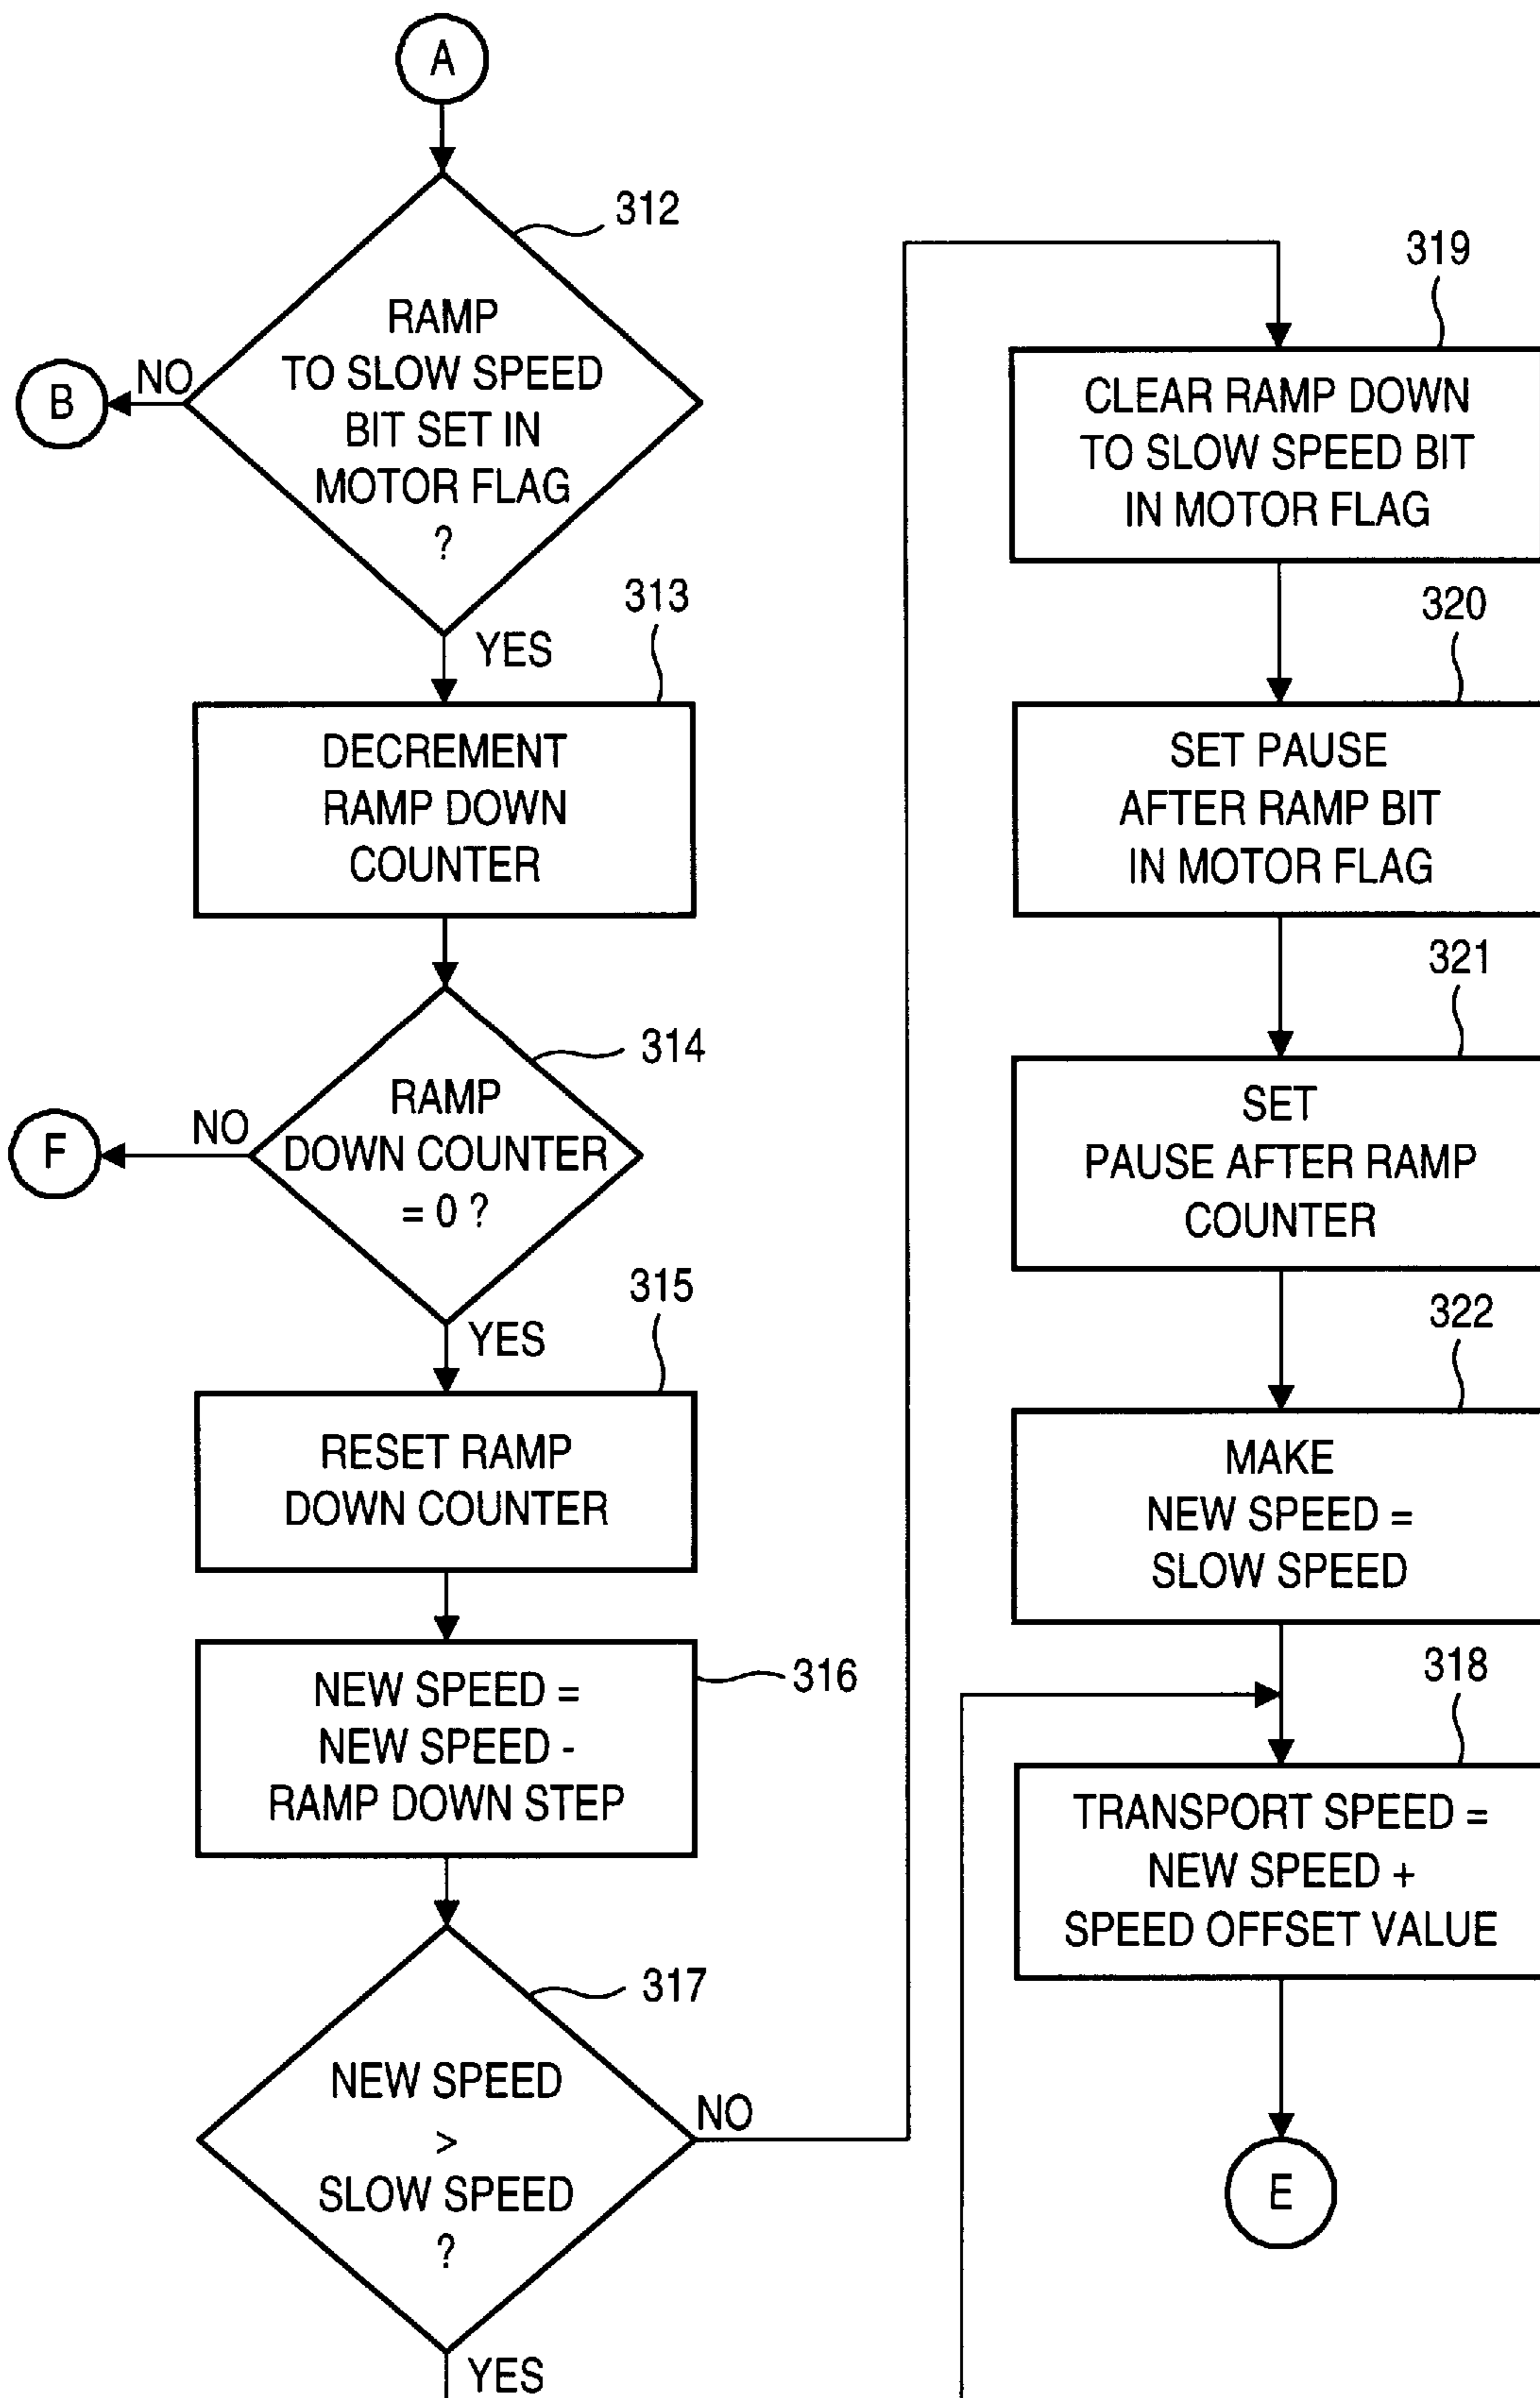 A
312
RAMP
TO SLOW SPEED
BIT SET IN
MOTOR FLAG
?
NO
B
YES
313
DECREMENT
RAMP DOWN
COUNTER
314
RAMP
DOWN COUNTER
= 0 ?
NO
F
YES
315
RESET RAMP
DOWN COUNTER
316
NEW SPEED =
NEW SPEED -
RAMP DOWN STEP
317
NEW SPEED
>
SLOW SPEED
?
NO
YES
319
CLEAR RAMP DOWN
TO SLOW SPEED BIT
IN MOTOR FLAG
320
SET PAUSE
AFTER RAMP BIT
IN MOTOR FLAG
321
SET
PAUSE AFTER RAMP
COUNTER
322
MAKE
NEW SPEED =
SLOW SPEED
318
TRANSPORT SPEED =
NEW SPEED +
SPEED OFFSET VALUE
E